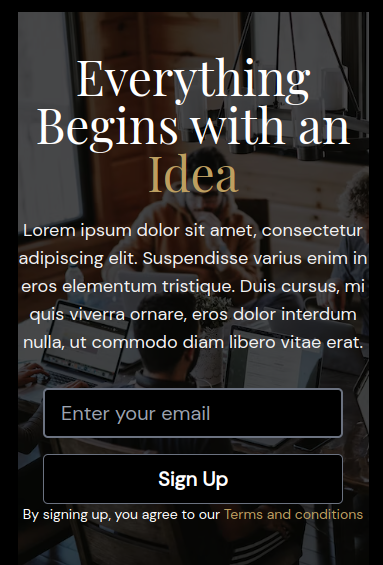 Everything
Begins with an
Idea
Lorem ipsum dolor sit amet, consectetur
adipiscing elit. Suspendisse varius enim in
eros elementum tristique. Duis cursus, mi
quis viverra ornare, eros dolor interdum
nulla, ut commodo diam libero vitae erat.
Enter your email
Sign Up
By signing up, you agree to our Terms and conditions